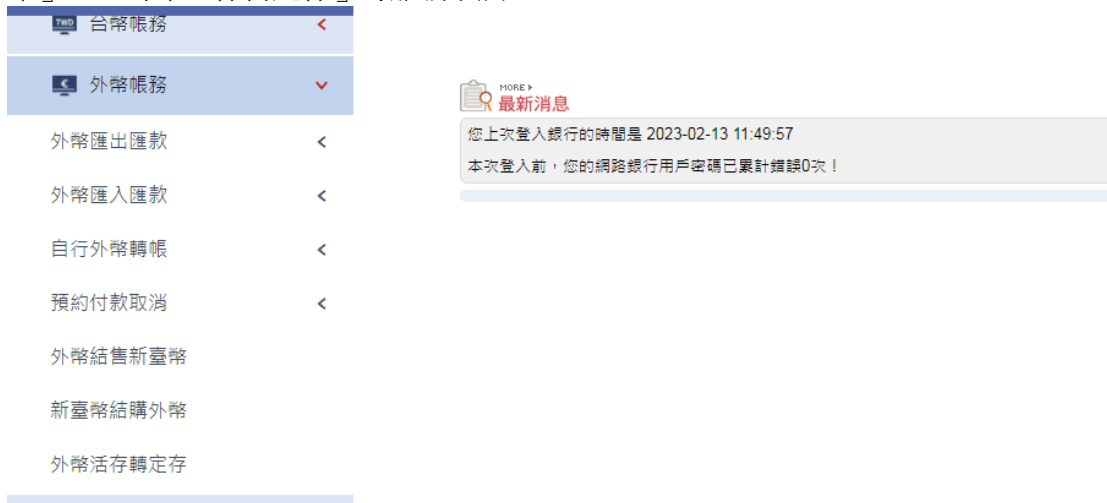 TWD 台幣帳務
外幣帳務
外幣匯出匯款
外幣匯入匯款
自行外幣轉帳
預約付款取消
外幣結售新臺幣
新臺幣結購外幣
外幣活存轉定存
MORE
最新消息
您上次登入銀行的時間是 2023-02-13 11:49:57
本次登入前，您的網路銀行用戶密碼已累計錯誤0次！